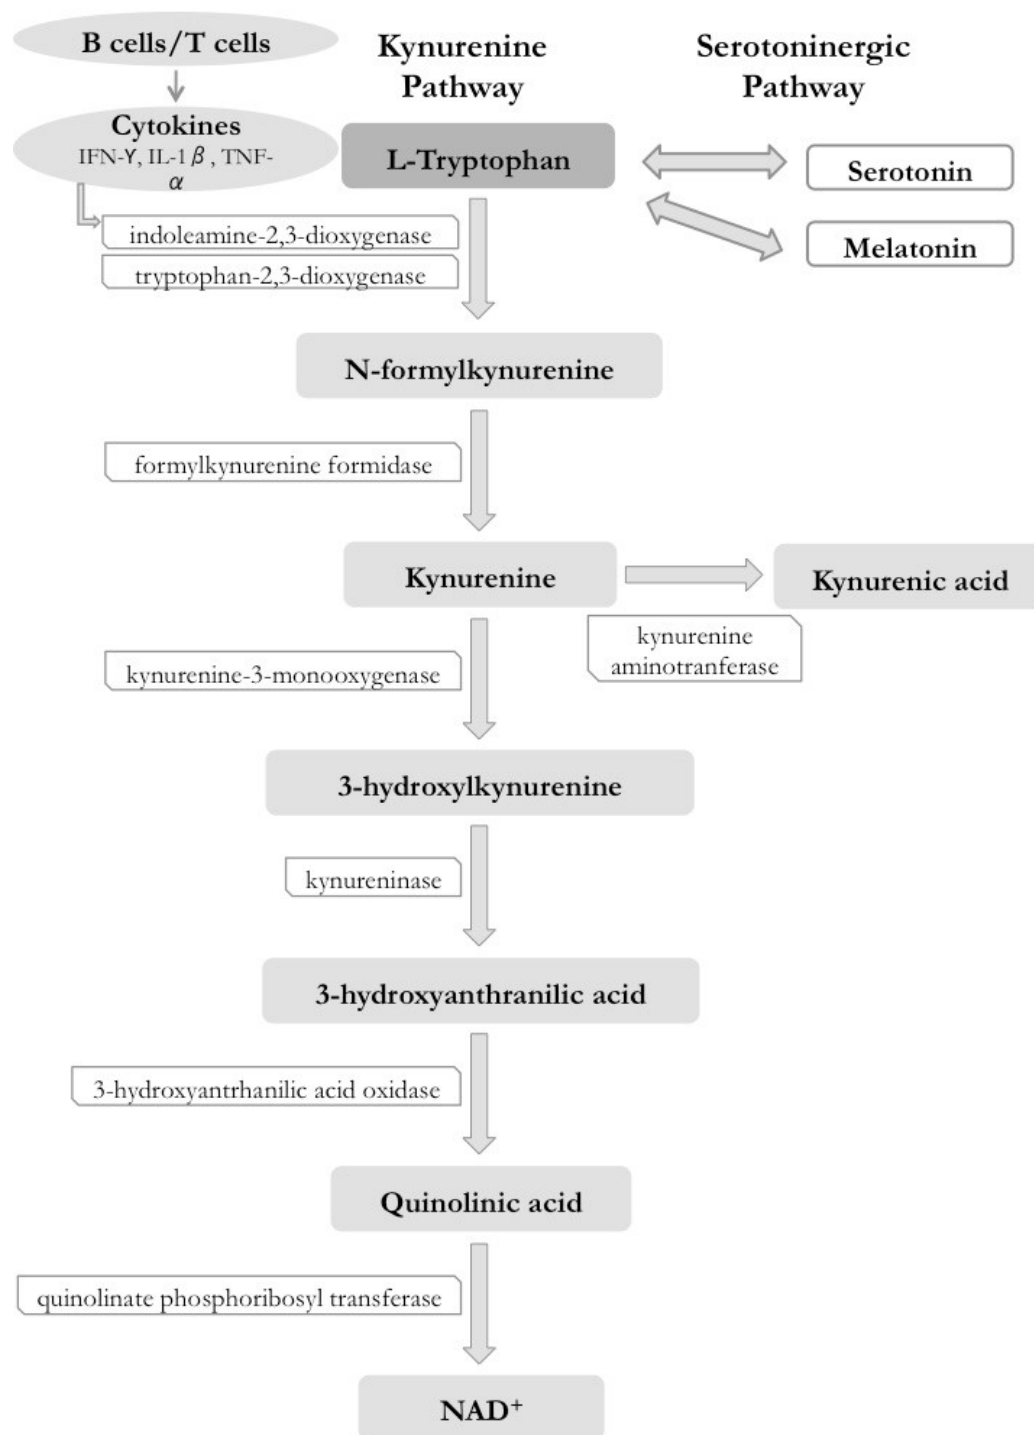 B cells/T cells
Kynurenine
Pathway
Serotoninergic
Pathway
Cytokines
IFN-Υ, IL-1β, TNF-
α
L-Tryptophan
Serotonin
Melatonin
indoleamine-2,3-dioxygenase
tryptophan-2,3-dioxygenase
N-formylkynurenine
formylkynurenine formidase
Kynurenine
Kynurenic acid
kynurenine
aminotranferase
kynurenine-3-monooxygenase
3-hydroxylkynurenine
kynureninase
3-hydroxyanthranilic acid
3-hydroxyantrhanilic acid oxidase
Quinolinic acid
quinolinate phosphoribosyl transferase
NAD⁺